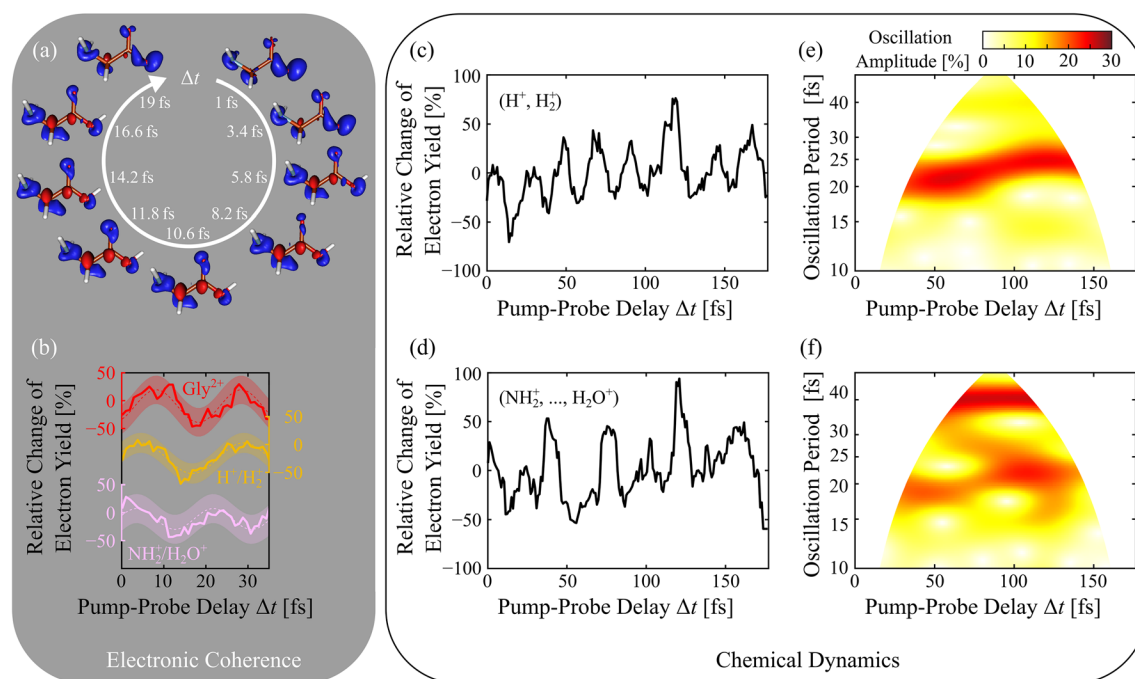 (a)
Δt
19 fs
1 fs
16.6 fs
3.4 fs
14.2 fs
5.8 fs
11.8 fs
8.2 fs
10.6 fs
(b)
Relative Change of
Electron Yield [%]
50
0
−50
Gly²⁺
50
0
−50
H⁺/H₂⁺
50
0
−50
NH₂⁺/H₂O⁺
0 10 20 30
Pump-Probe Delay Δt [fs]
Electronic Coherence
(c)
Relative Change of
Electron Yield [%]
100
50
0
−50
−100
(H⁺, H₂⁺)
0 50 100 150
Pump-Probe Delay Δt [fs]
(d)
Relative Change of
Electron Yield [%]
100
50
0
−50
−100
(NH₂⁺, ..., H₂O⁺)
0 50 100 150
Pump-Probe Delay Δt [fs]
(e)
Oscillation
Amplitude [%]
0 10 20 30
Oscillation Period [fs]
40
30
25
20
15
10
50 100 150
Pump-Probe Delay Δt [fs]
(f)
Oscillation Period [fs]
40
30
25
20
15
10
50 100 150
Pump-Probe Delay Δt [fs]
Chemical Dynamics